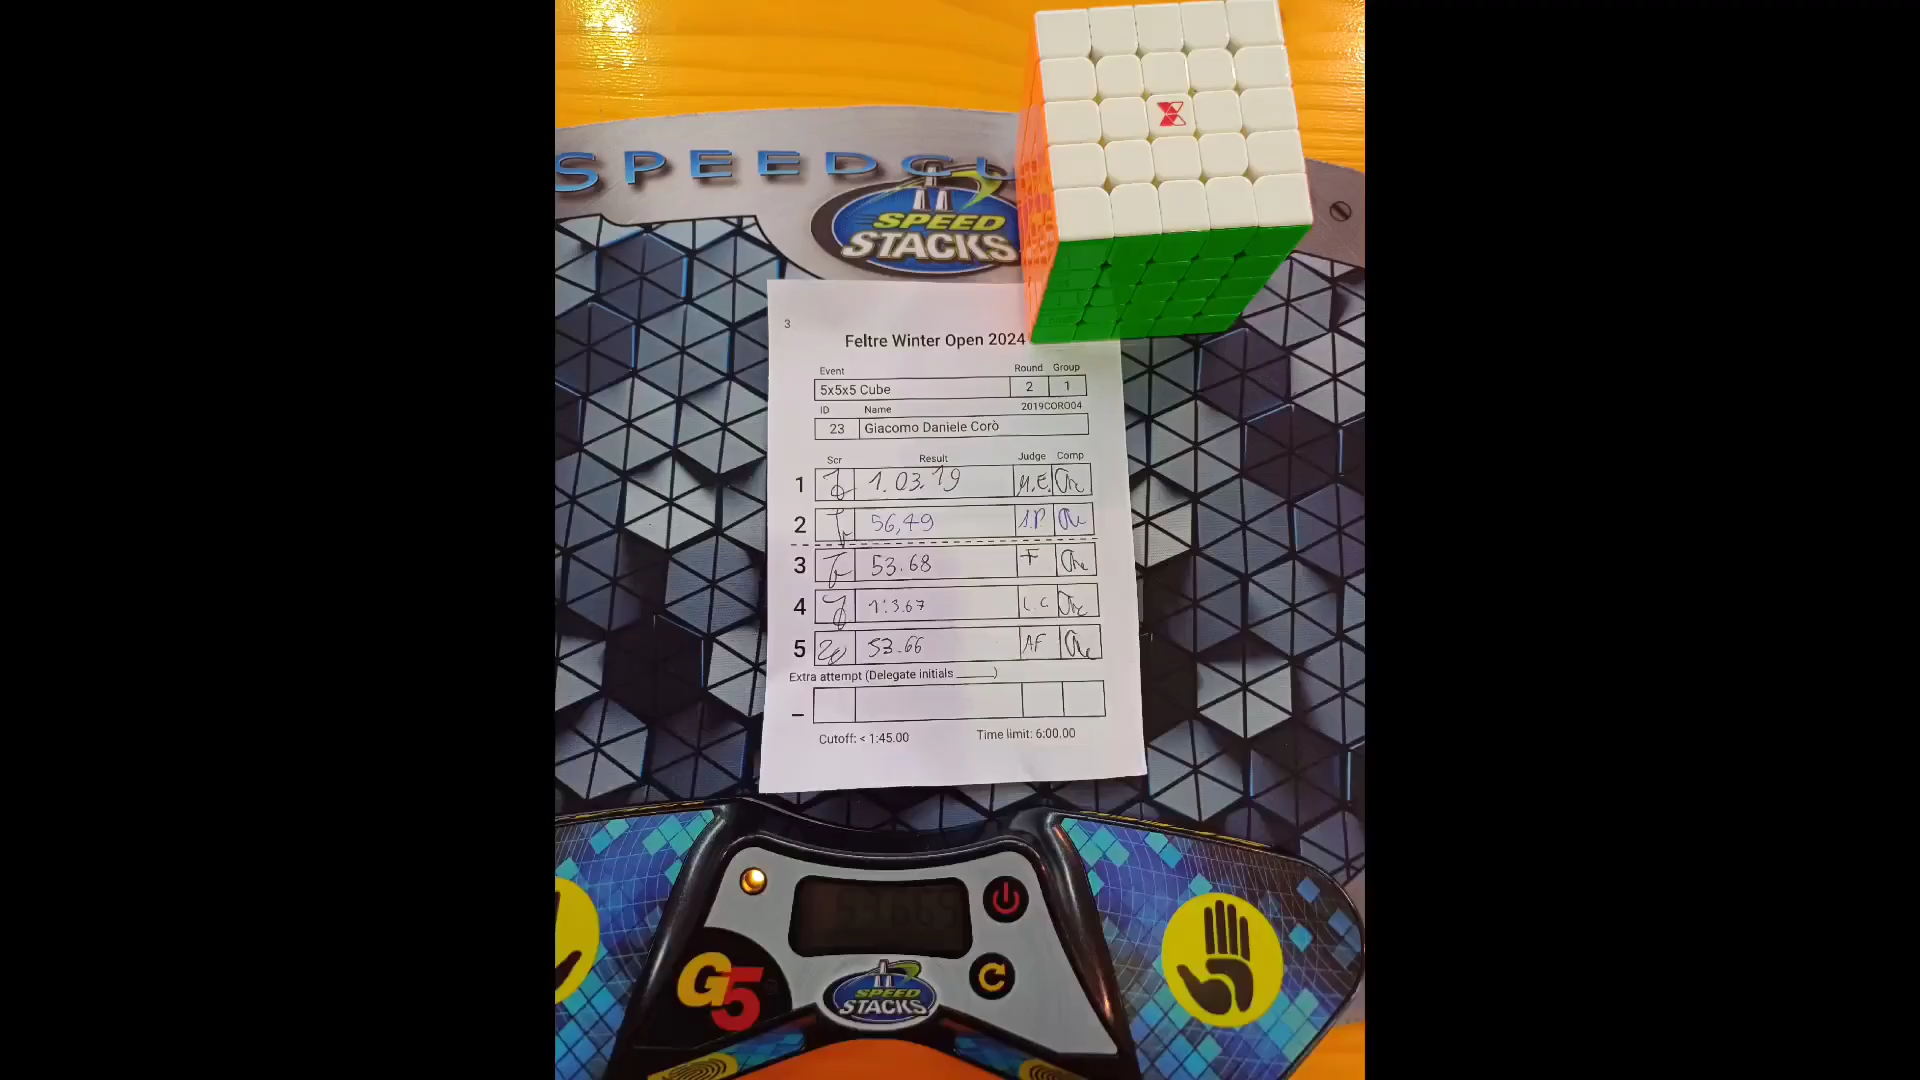 SPEEDCU
SPEED
STACKS
3
Feltre Winter Open 2024
Event Round Group
5x5x5 Cube 2 1
ID Name 2019CORO04
23 Giacomo Daniele Corò
Scr Result Judge Comp
1 1.03.19 M.E.
2 56,49 S.P.
3 53.68 F
4 1:3.67 L.C.
5 53.66 AF
Extra attempt (Delegate initials ______)
_
Cutoff: < 1:45.00 Time limit: 6:00.00
G5
SPEED
STACKS